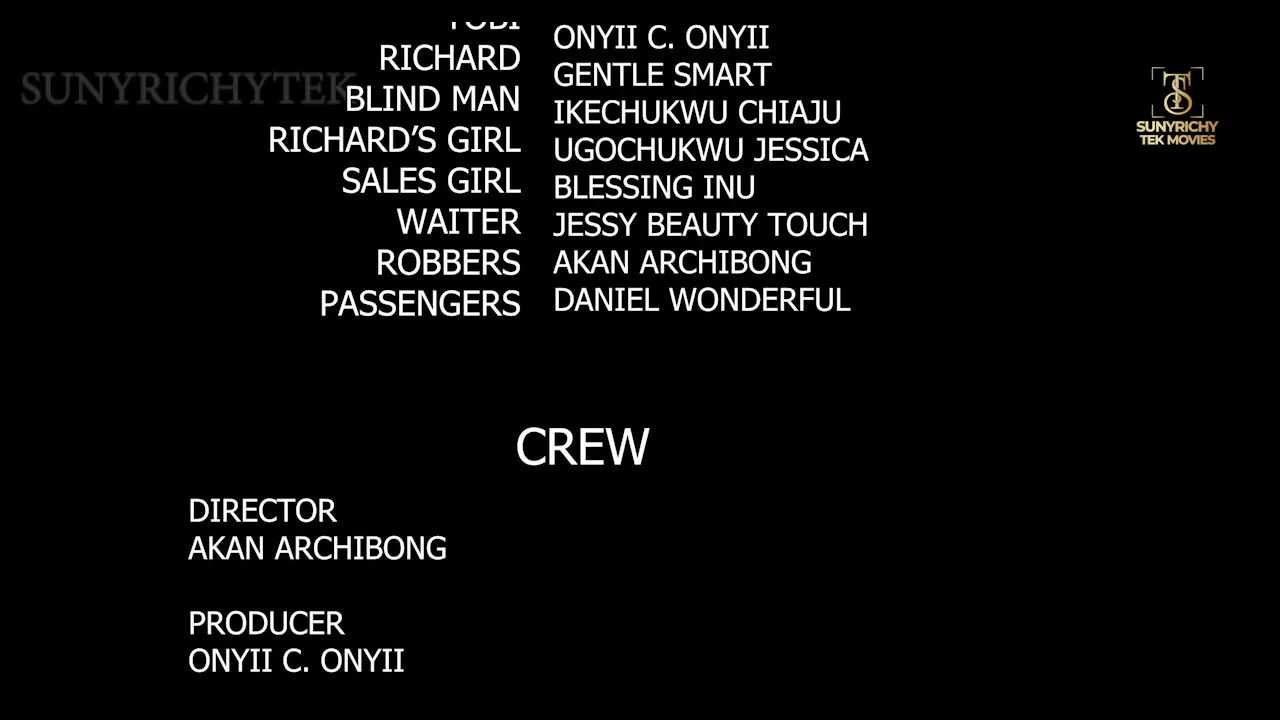 TOBI
ONYII C. ONYII
RICHARD
GENTLE SMART
SUNYRICHYTEK
BLIND MAN
IKECHUKWU CHIAJU
RICHARD’S GIRL
UGOCHUKWU JESSICA
SALES GIRL
BLESSING INU
WAITER
JESSY BEAUTY TOUCH
ROBBERS
AKAN ARCHIBONG
PASSENGERS
DANIEL WONDERFUL
SUNYRICHY
TEK MOVIES
CREW
DIRECTOR
AKAN ARCHIBONG
PRODUCER
ONYII C. ONYII